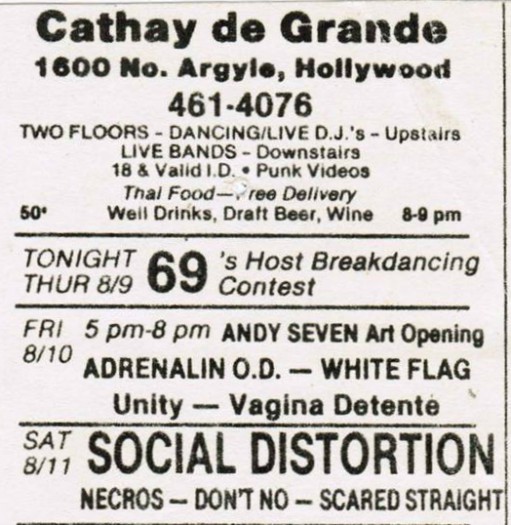 Cathay de Grande
1600 No. Argyle, Hollywood
461-4076
TWO FLOORS - DANCING/LIVE D.J.'s - Upstairs
LIVE BANDS - Downstairs
18 & Valid I.D. • Punk Videos
Thai Food—Free Delivery
50¢ Well Drinks, Draft Beer, Wine 8-9 pm
TONIGHT THUR 8/9 69's Host Breakdancing Contest
FRI 8/10 5 pm-8 pm ANDY SEVEN Art Opening
ADRENALIN O.D. — WHITE FLAG
Unity — Vagina Detente
SAT 8/11 SOCIAL DISTORTION
NECROS — DON'T NO — SCARED STRAIGHT